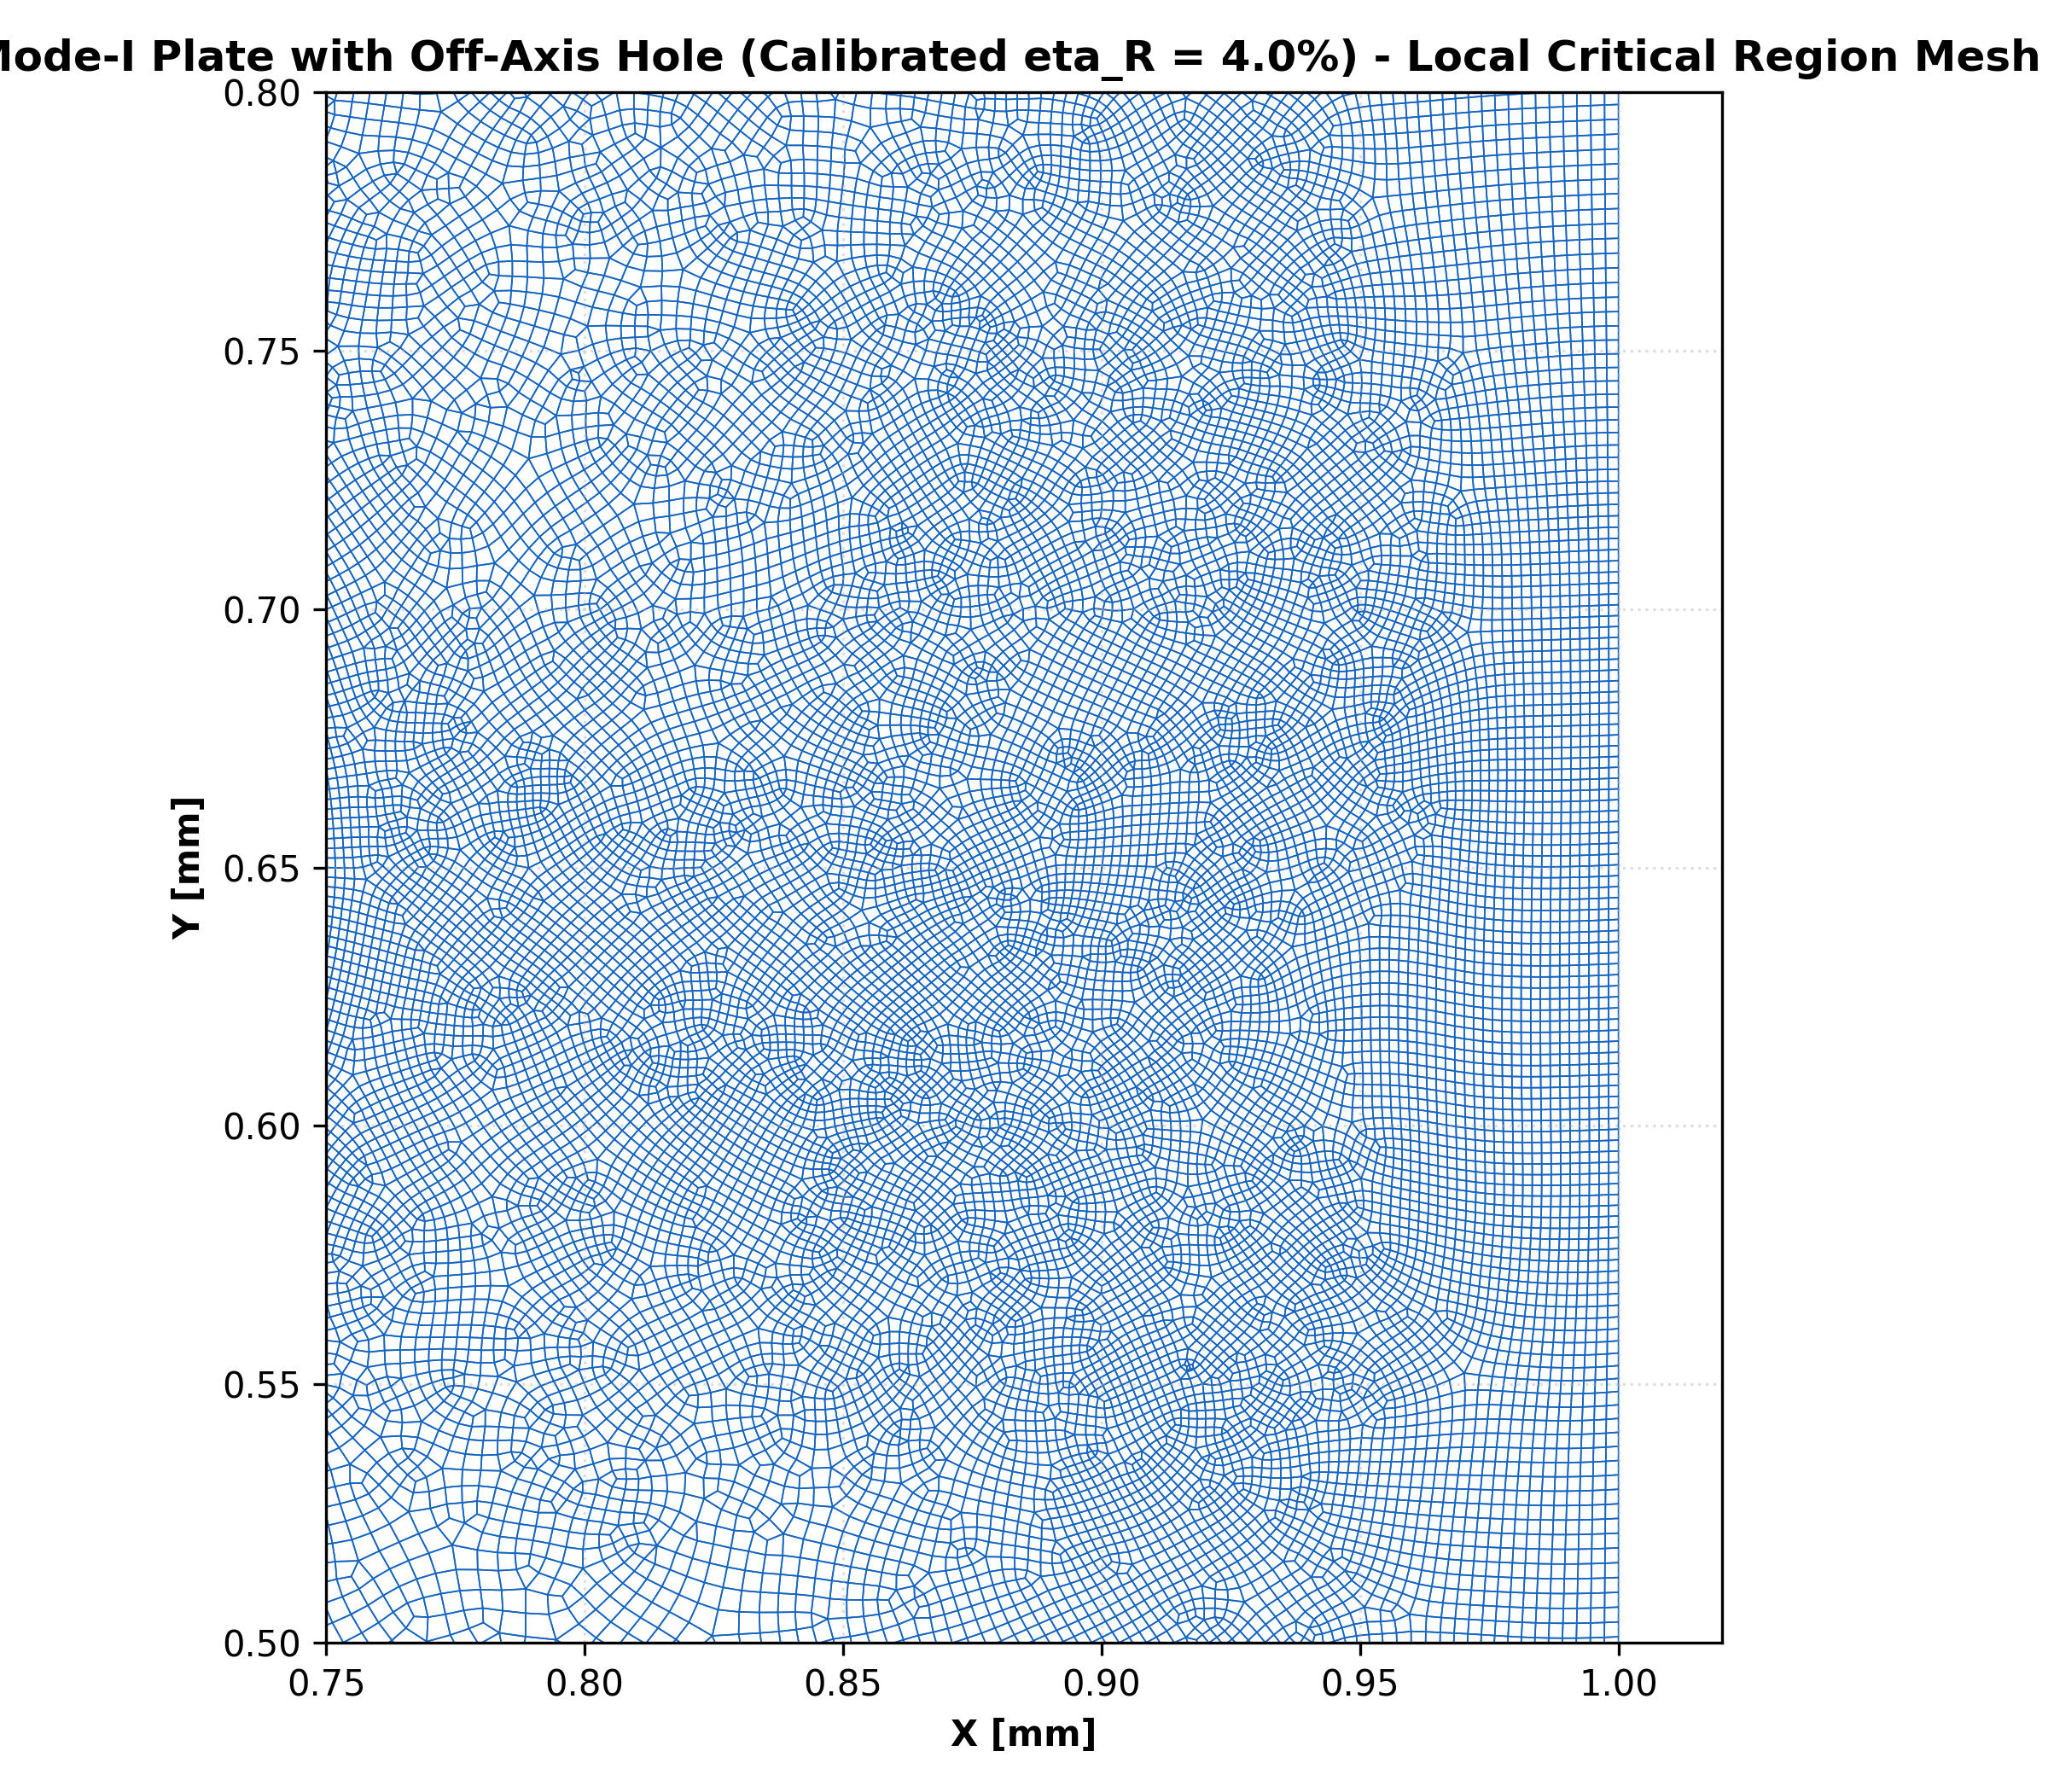 Mode-I Plate with Off-Axis Hole (Calibrated eta_R = 4.0%) - Local Critical Region Mesh
0.80
0.75
0.70
0.65
0.60
0.55
0.50
Y [mm]
0.75 0.80 0.85 0.90 0.95 1.00
X [mm]